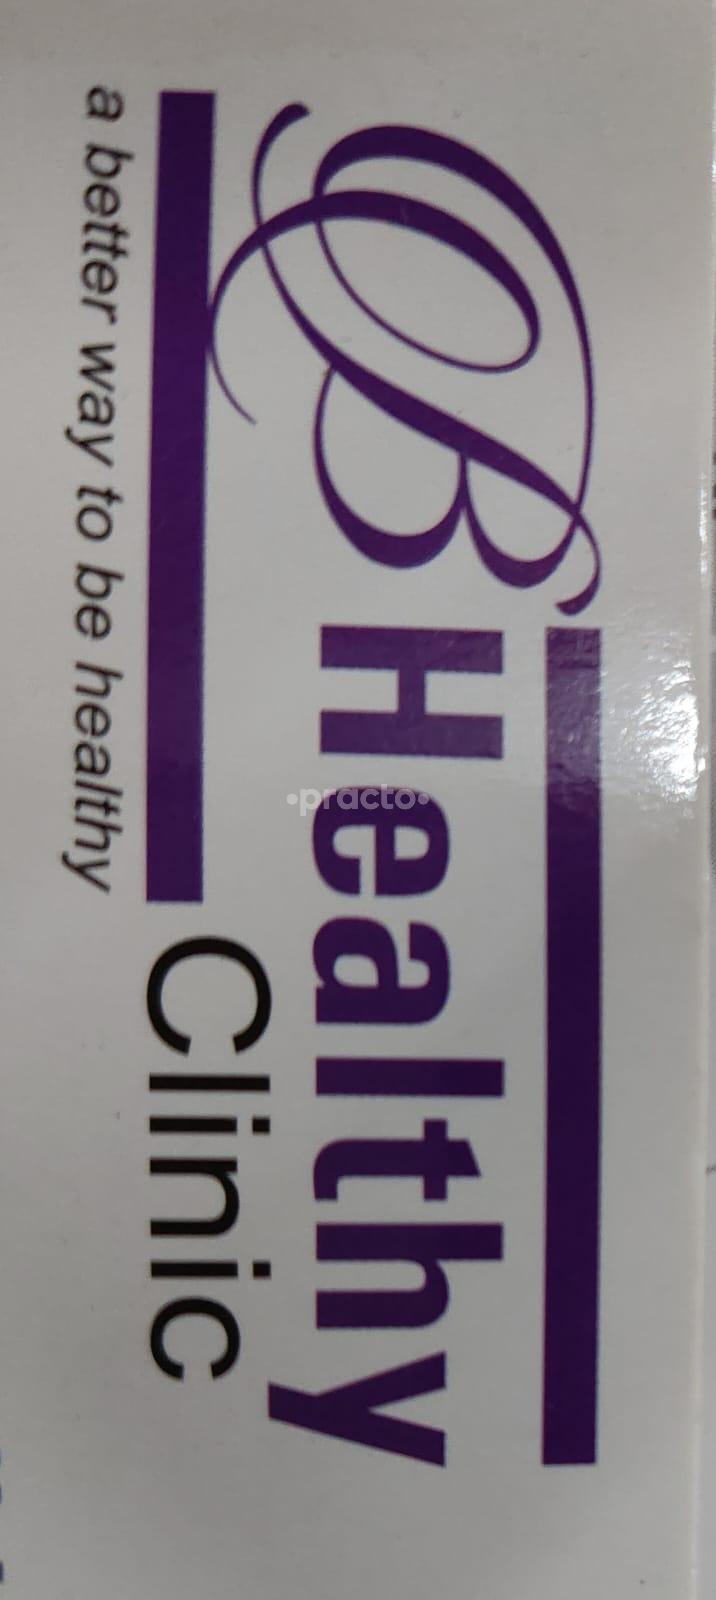 B Healthy
Clinic
a better way to be healthy
•practo•